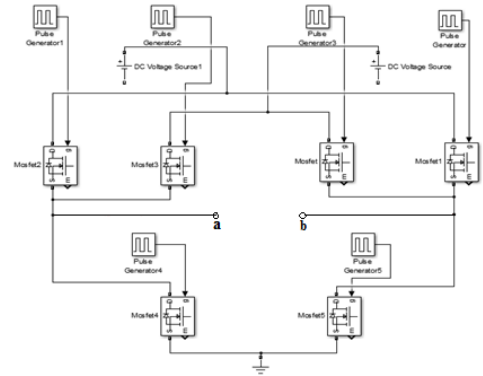 Pulse
Generator1
Pulse
Generator2
Pulse
Generator3
Pulse
Generator
+
DC Voltage Source1
+
DC Voltage Source
g
D
S
m
Mosfet2
g
D
S
m
Mosfet3
g
D
S
m
Mosfet
g
D
S
m
Mosfet1
a
b
Pulse
Generator4
Pulse
Generator5
g
D
S
m
Mosfet4
g
D
S
m
Mosfet5